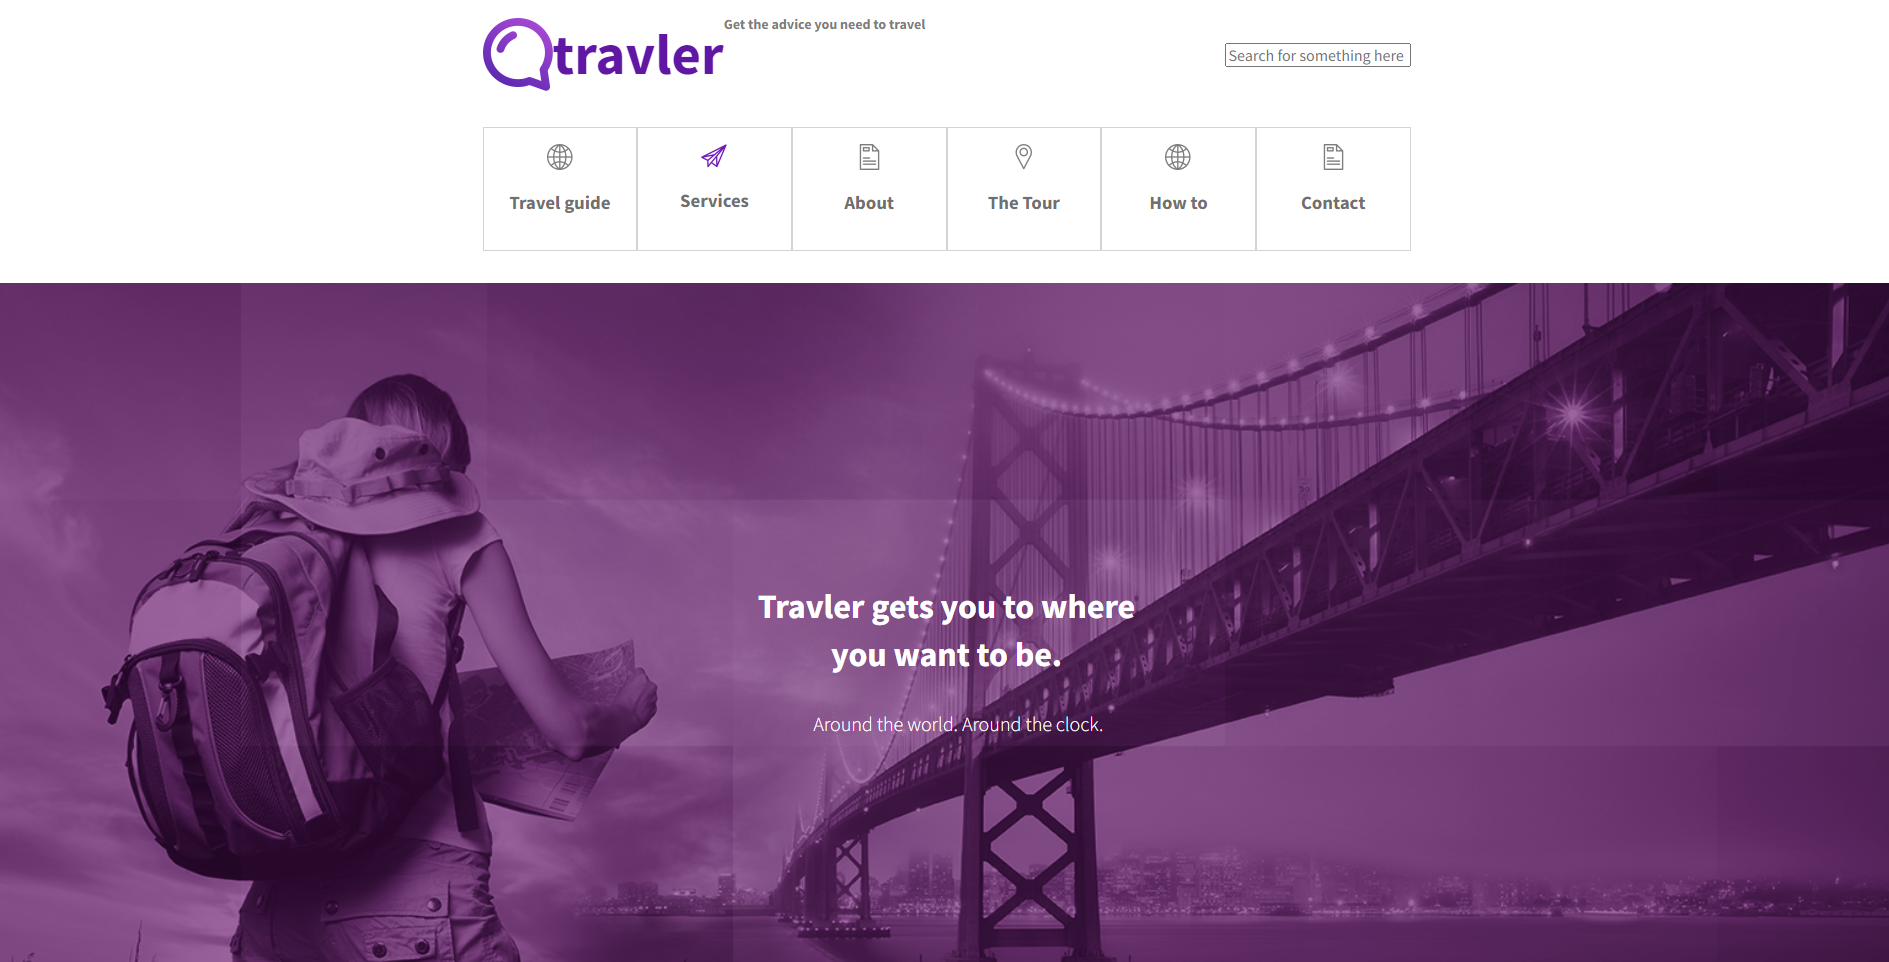 travler
Get the advice you need to travel
Search for something here
Travel guide
Services
About
The Tour
How to
Contact
Travler gets you to where
you want to be.
Around the world. Around the clock.